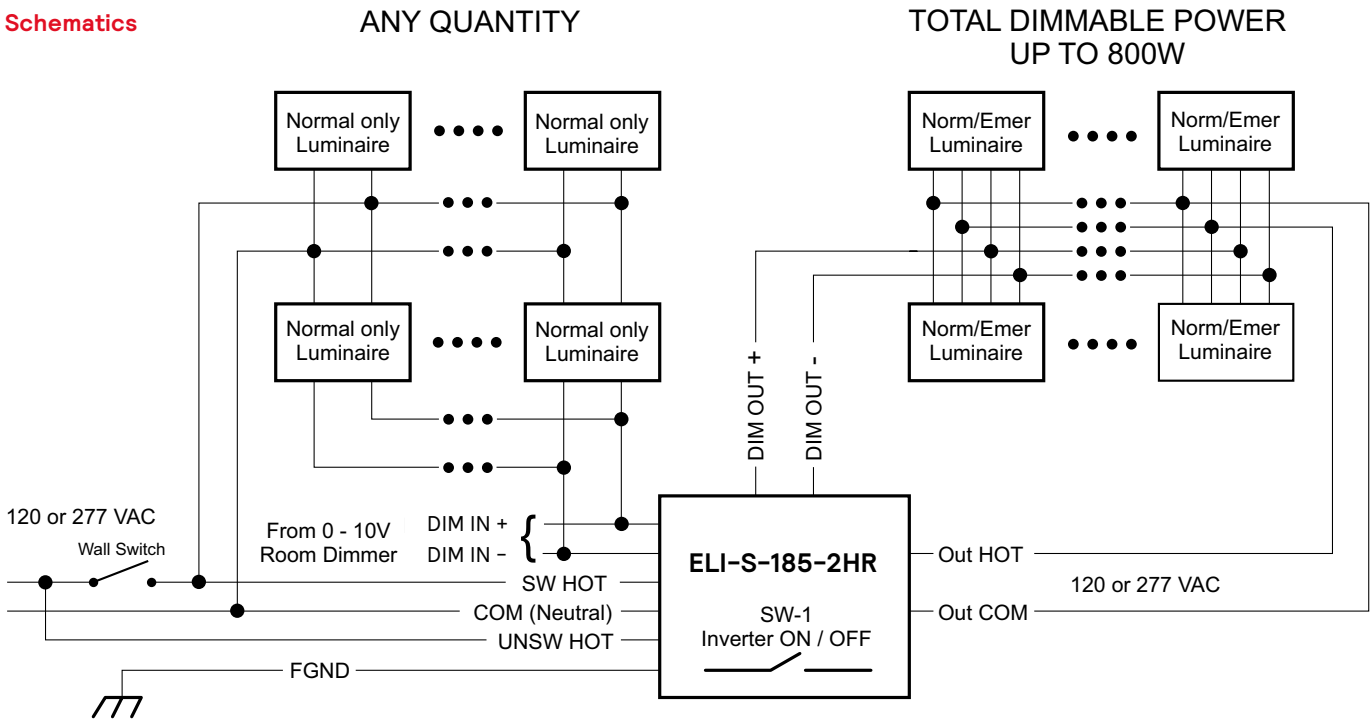 Schematics
ANY QUANTITY
TOTAL DIMMABLE POWER
UP TO 800W
Normal only
Luminaire
Normal only
Luminaire
Norm/Emer
Luminaire
Norm/Emer
Luminaire
Normal only
Luminaire
Normal only
Luminaire
Norm/Emer
Luminaire
Norm/Emer
Luminaire
DIM OUT +
DIM OUT -
120 or 277 VAC
Wall Switch
From 0 - 10V
Room Dimmer
DIM IN +
DIM IN -
{
SW HOT
COM (Neutral)
UNSW HOT
FGND
ELI-S-185-2HR
SW-1
Inverter ON / OFF
Out HOT
120 or 277 VAC
Out COM